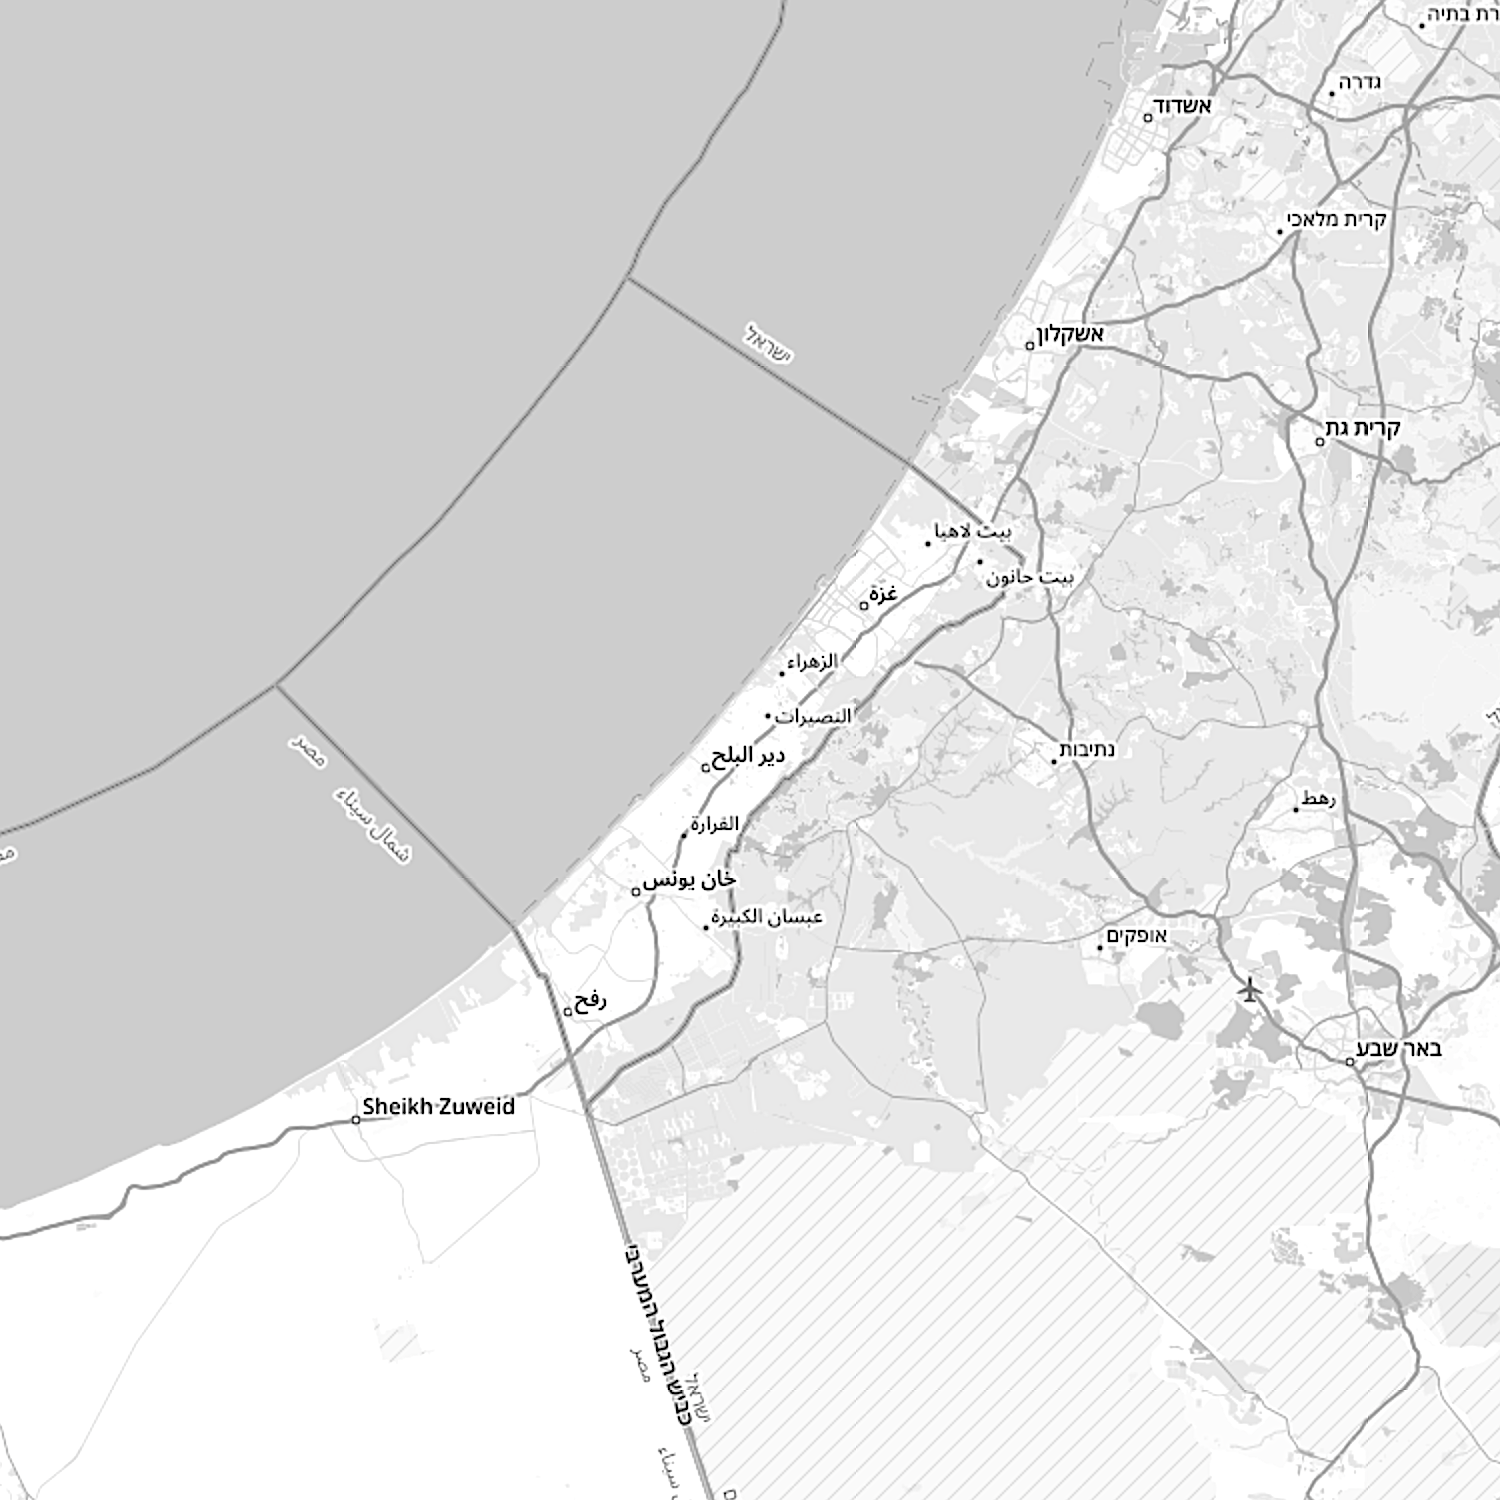 רת בתיה
גדרה
אשדוד
קרית מלאכי
ישראל
אשקלון
קרית גת
بيت لاهيا
بيت حانون
غزة
الزهراء
النصيرات
مصر
נתיבות
دير البلح
شمال سيناء
רהט
القرارة
خان يونس
عبسان الكبيرة
אופקים
رفح
באר שבע
Sheikh Zuweid
כביש הגבול המערבי
مصر
ישראל
سيناء